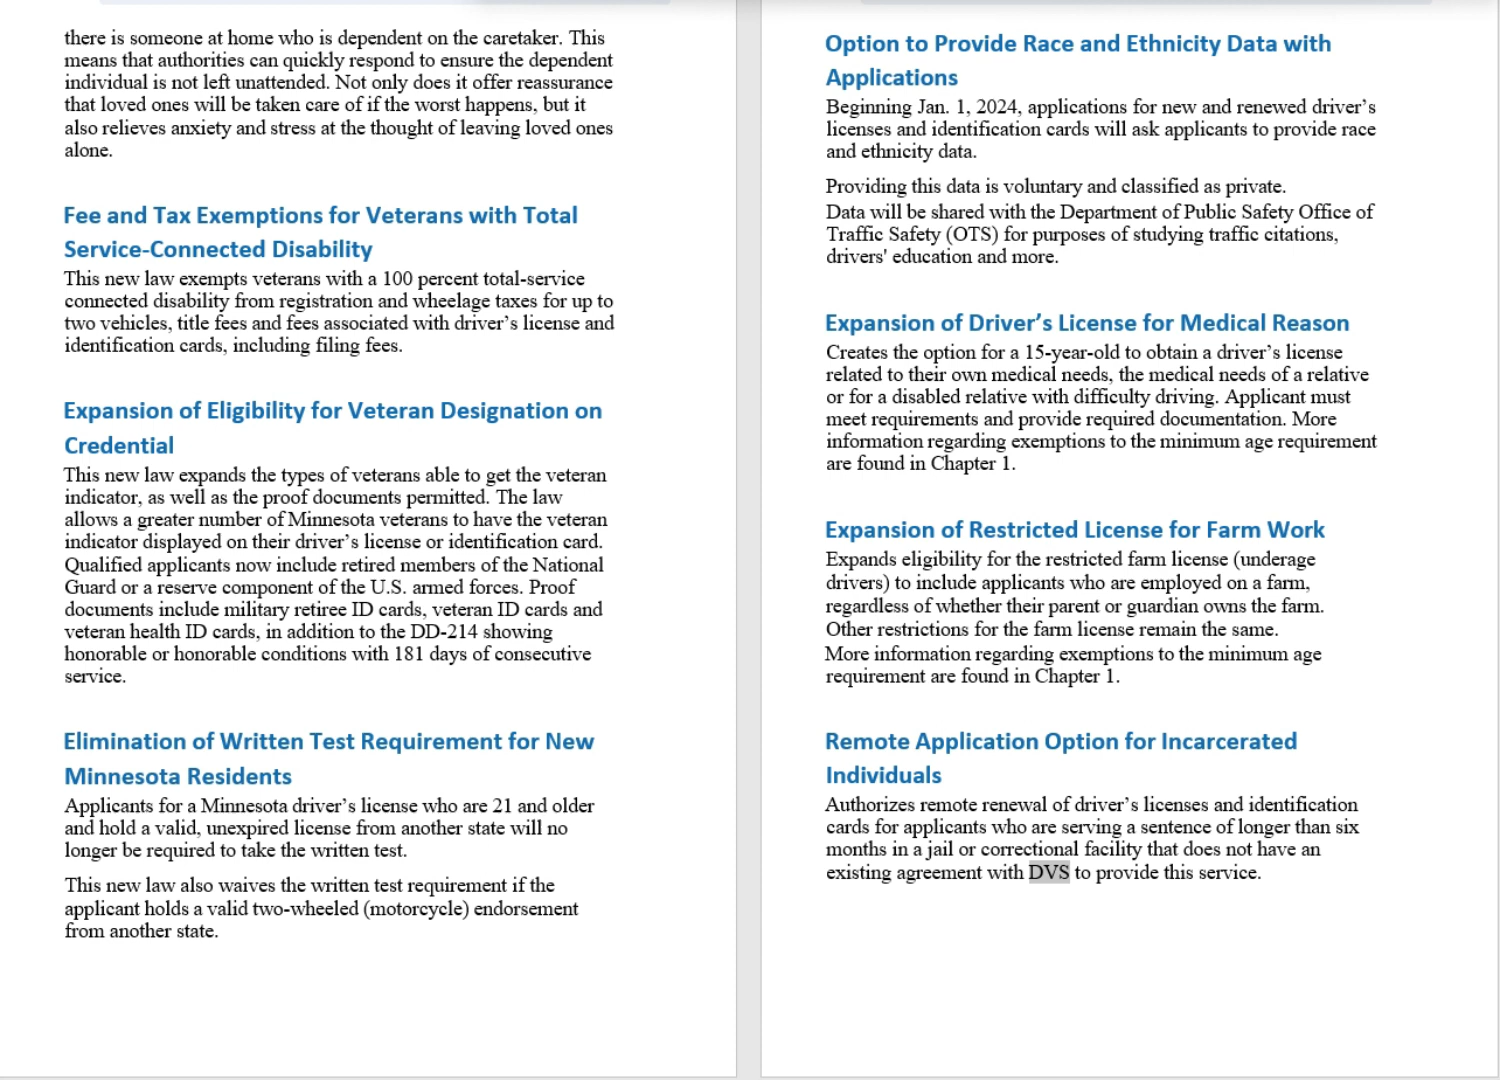 there is someone at home who is dependent on the caretaker. This
means that authorities can quickly respond to ensure the dependent
individual is not left unattended. Not only does it offer reassurance
that loved ones will be taken care of if the worst happens, but it
also relieves anxiety and stress at the thought of leaving loved ones
alone.
Fee and Tax Exemptions for Veterans with Total
Service-Connected Disability
This new law exempts veterans with a 100 percent total-service
connected disability from registration and wheelage taxes for up to
two vehicles, title fees and fees associated with driver’s license and
identification cards, including filing fees.
Expansion of Eligibility for Veteran Designation on
Credential
This new law expands the types of veterans able to get the veteran
indicator, as well as the proof documents permitted. The law
allows a greater number of Minnesota veterans to have the veteran
indicator displayed on their driver’s license or identification card.
Qualified applicants now include retired members of the National
Guard or a reserve component of the U.S. armed forces. Proof
documents include military retiree ID cards, veteran ID cards and
veteran health ID cards, in addition to the DD-214 showing
honorable or honorable conditions with 181 days of consecutive
service.
Elimination of Written Test Requirement for New
Minnesota Residents
Applicants for a Minnesota driver’s license who are 21 and older
and hold a valid, unexpired license from another state will no
longer be required to take the written test.
This new law also waives the written test requirement if the
applicant holds a valid two-wheeled (motorcycle) endorsement
from another state.
Option to Provide Race and Ethnicity Data with
Applications
Beginning Jan. 1, 2024, applications for new and renewed driver’s
licenses and identification cards will ask applicants to provide race
and ethnicity data.
Providing this data is voluntary and classified as private.
Data will be shared with the Department of Public Safety Office of
Traffic Safety (OTS) for purposes of studying traffic citations,
drivers' education and more.
Expansion of Driver’s License for Medical Reason
Creates the option for a 15-year-old to obtain a driver’s license
related to their own medical needs, the medical needs of a relative
or for a disabled relative with difficulty driving. Applicant must
meet requirements and provide required documentation. More
information regarding exemptions to the minimum age requirement
are found in Chapter 1.
Expansion of Restricted License for Farm Work
Expands eligibility for the restricted farm license (underage
drivers) to include applicants who are employed on a farm,
regardless of whether their parent or guardian owns the farm.
Other restrictions for the farm license remain the same.
More information regarding exemptions to the minimum age
requirement are found in Chapter 1.
Remote Application Option for Incarcerated
Individuals
Authorizes remote renewal of driver’s licenses and identification
cards for applicants who are serving a sentence of longer than six
months in a jail or correctional facility that does not have an
existing agreement with DVS to provide this service.